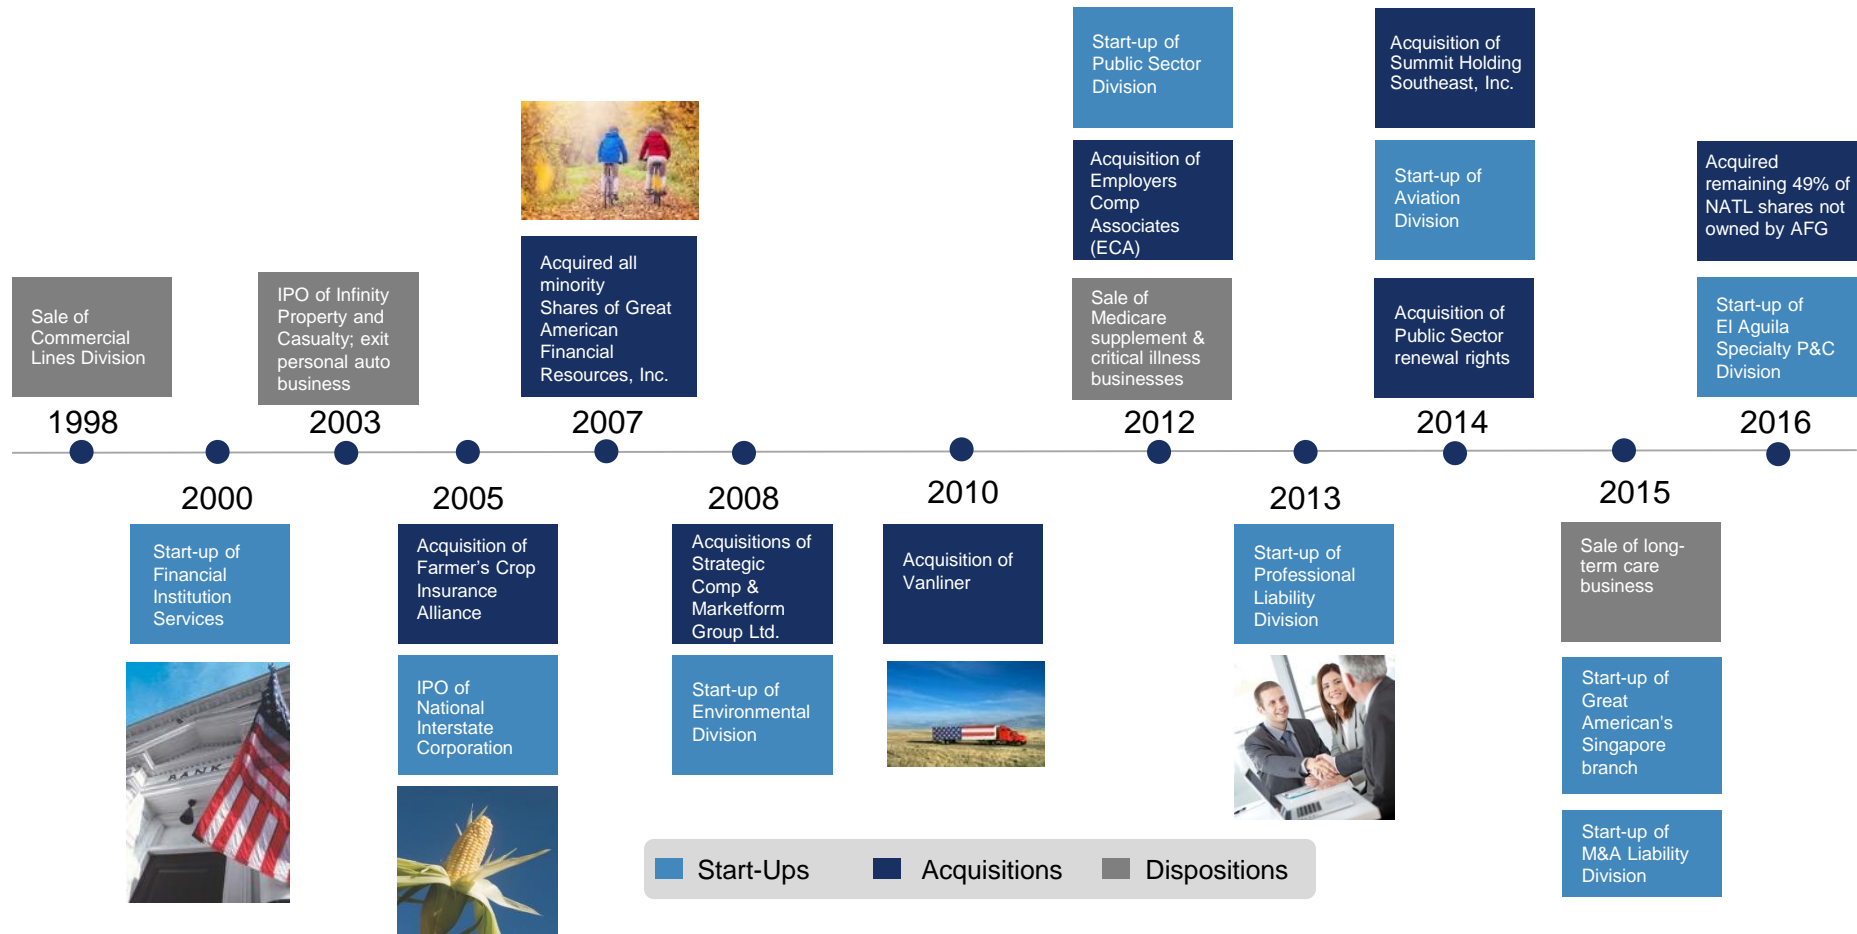 Start-up of
Public Sector
Division
Acquisition of
Summit Holding
Southeast, Inc.
Acquisition of
Employers
Comp
Associates
(ECA)
Start-up of
Aviation
Division
Acquired
remaining 49% of
NATL shares not
owned by AFG
Sale of
Commercial
Lines Division
IPO of Infinity
Property and
Casualty; exit
personal auto
business
Acquired all
minority
Shares of Great
American
Financial
Resources, Inc.
Sale of
Medicare
supplement &
critical illness
businesses
Acquisition of
Public Sector
renewal rights
Start-up of
El Aguila
Specialty P&C
Division
1998
2003
2007
2012
2014
2016
2000
2005
2008
2010
2013
2015
Start-up of
Financial
Institution
Services
Acquisition of
Farmer’s Crop
Insurance
Alliance
Acquisitions of
Strategic
Comp &
Marketform
Group Ltd.
Acquisition of
Vanliner
Start-up of
Professional
Liability
Division
Sale of long-
term care
business
IPO of
National
Interstate
Corporation
Start-up of
Environmental
Division
Start-up of
Great
American's
Singapore
branch
BANK
Start-up of
M&A Liability
Division
Start-Ups
Acquisitions
Dispositions